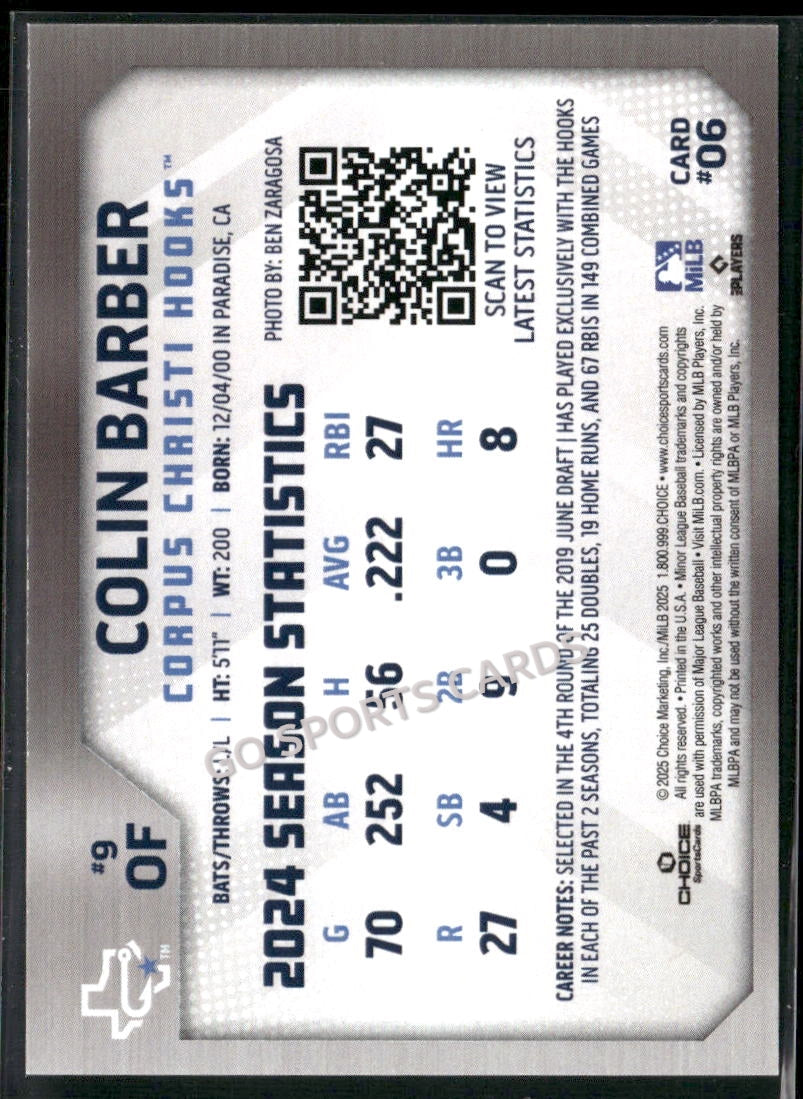 #9
OF
COLIN BARBER
CORPUS CHRISTI HOOKS™
BATS/THROWS: L/L | HT: 5'11" | WT: 200 | BORN: 12/04/00 IN PARADISE, CA
2024 SEASON STATISTICS
G AB H AVG RBI
70 252 56 .222 27
R SB 2B 3B HR
27 4 9 0 8
PHOTO BY: BEN ZARAGOSA
SCAN TO VIEW
LATEST STATISTICS
CAREER NOTES: SELECTED IN THE 4TH ROUND OF THE 2019 JUNE DRAFT | HAS PLAYED EXCLUSIVELY WITH THE HOOKS
IN EACH OF THE PAST 2 SEASONS, TOTALING 25 DOUBLES, 19 HOME RUNS, AND 67 RBIS IN 149 COMBINED GAMES
CHOICE
SportsCards
© 2025 Choice Marketing, Inc./MiLB 2025 1.800.999.CHOICE • www.choicesportscards.com
All rights reserved. • Printed in the U.S.A. • Minor League Baseball trademarks and copyrights
are used with permission of Major League Baseball • Visit MiLB.com. • Licensed by MLB Players, Inc.
MLBPA trademarks, copyrighted works and other intellectual property rights are owned and/or held by
MLBPA and may not be used without the written consent of MLBPA or MLB Players, Inc.
MiLB
PLAYERS
CARD
#06
TM
GO SPORTS CARDS